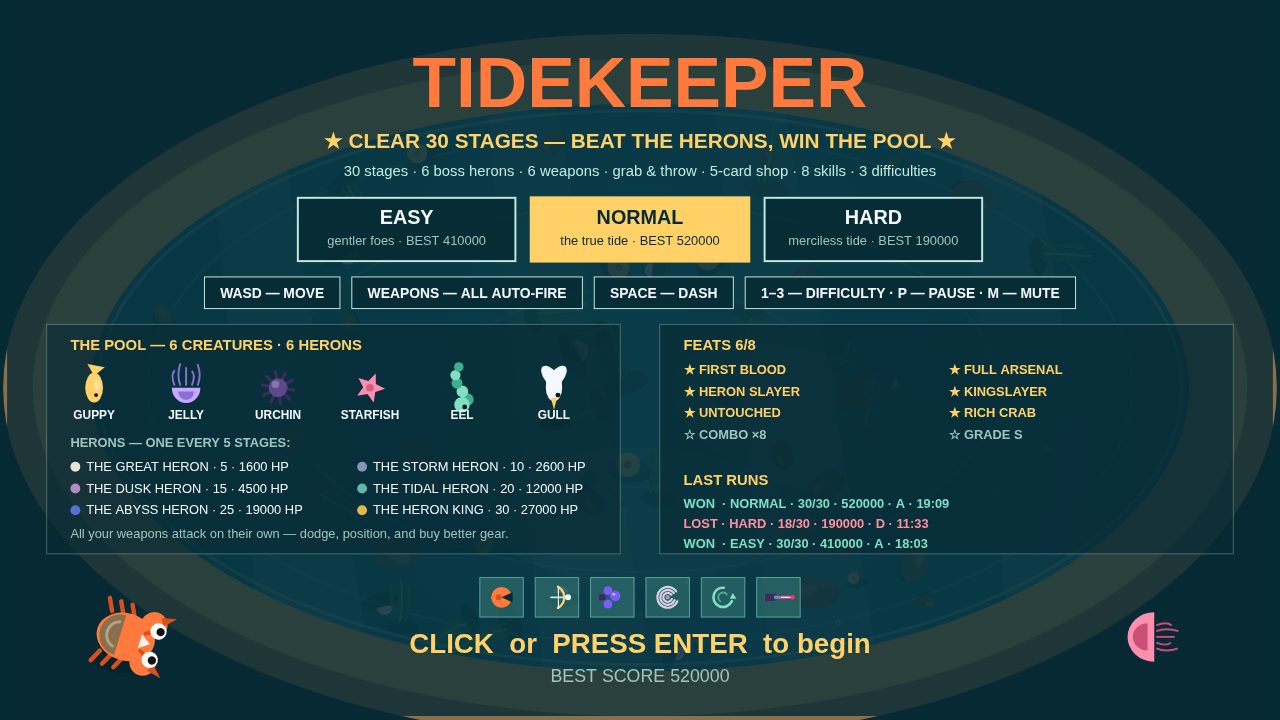 TIDEKEEPER
★ CLEAR 30 STAGES — BEAT THE HERONS, WIN THE POOL ★
30 stages · 6 boss herons · 6 weapons · grab & throw · 5-card shop · 8 skills · 3 difficulties
EASY
gentler foes · BEST 410000
NORMAL
the true tide · BEST 520000
HARD
merciless tide · BEST 190000
WASD — MOVE
WEAPONS — ALL AUTO-FIRE
SPACE — DASH
1–3 — DIFFICULTY · P — PAUSE · M — MUTE
THE POOL — 6 CREATURES · 6 HERONS
GUPPY
JELLY
URCHIN
STARFISH
EEL
GULL
HERONS — ONE EVERY 5 STAGES:
THE GREAT HERON · 5 · 1600 HP
THE STORM HERON · 10 · 2600 HP
THE DUSK HERON · 15 · 4500 HP
THE TIDAL HERON · 20 · 12000 HP
THE ABYSS HERON · 25 · 19000 HP
THE HERON KING · 30 · 27000 HP
All your weapons attack on their own — dodge, position, and buy better gear.
FEATS 6/8
★ FIRST BLOOD
★ FULL ARSENAL
★ HERON SLAYER
★ KINGSLAYER
★ UNTOUCHED
★ RICH CRAB
☆ COMBO ×8
☆ GRADE S
LAST RUNS
WON · NORMAL · 30/30 · 520000 · A · 19:09
LOST · HARD · 18/30 · 190000 · D · 11:33
WON · EASY · 30/30 · 410000 · A · 18:03
CLICK or PRESS ENTER to begin
BEST SCORE 520000